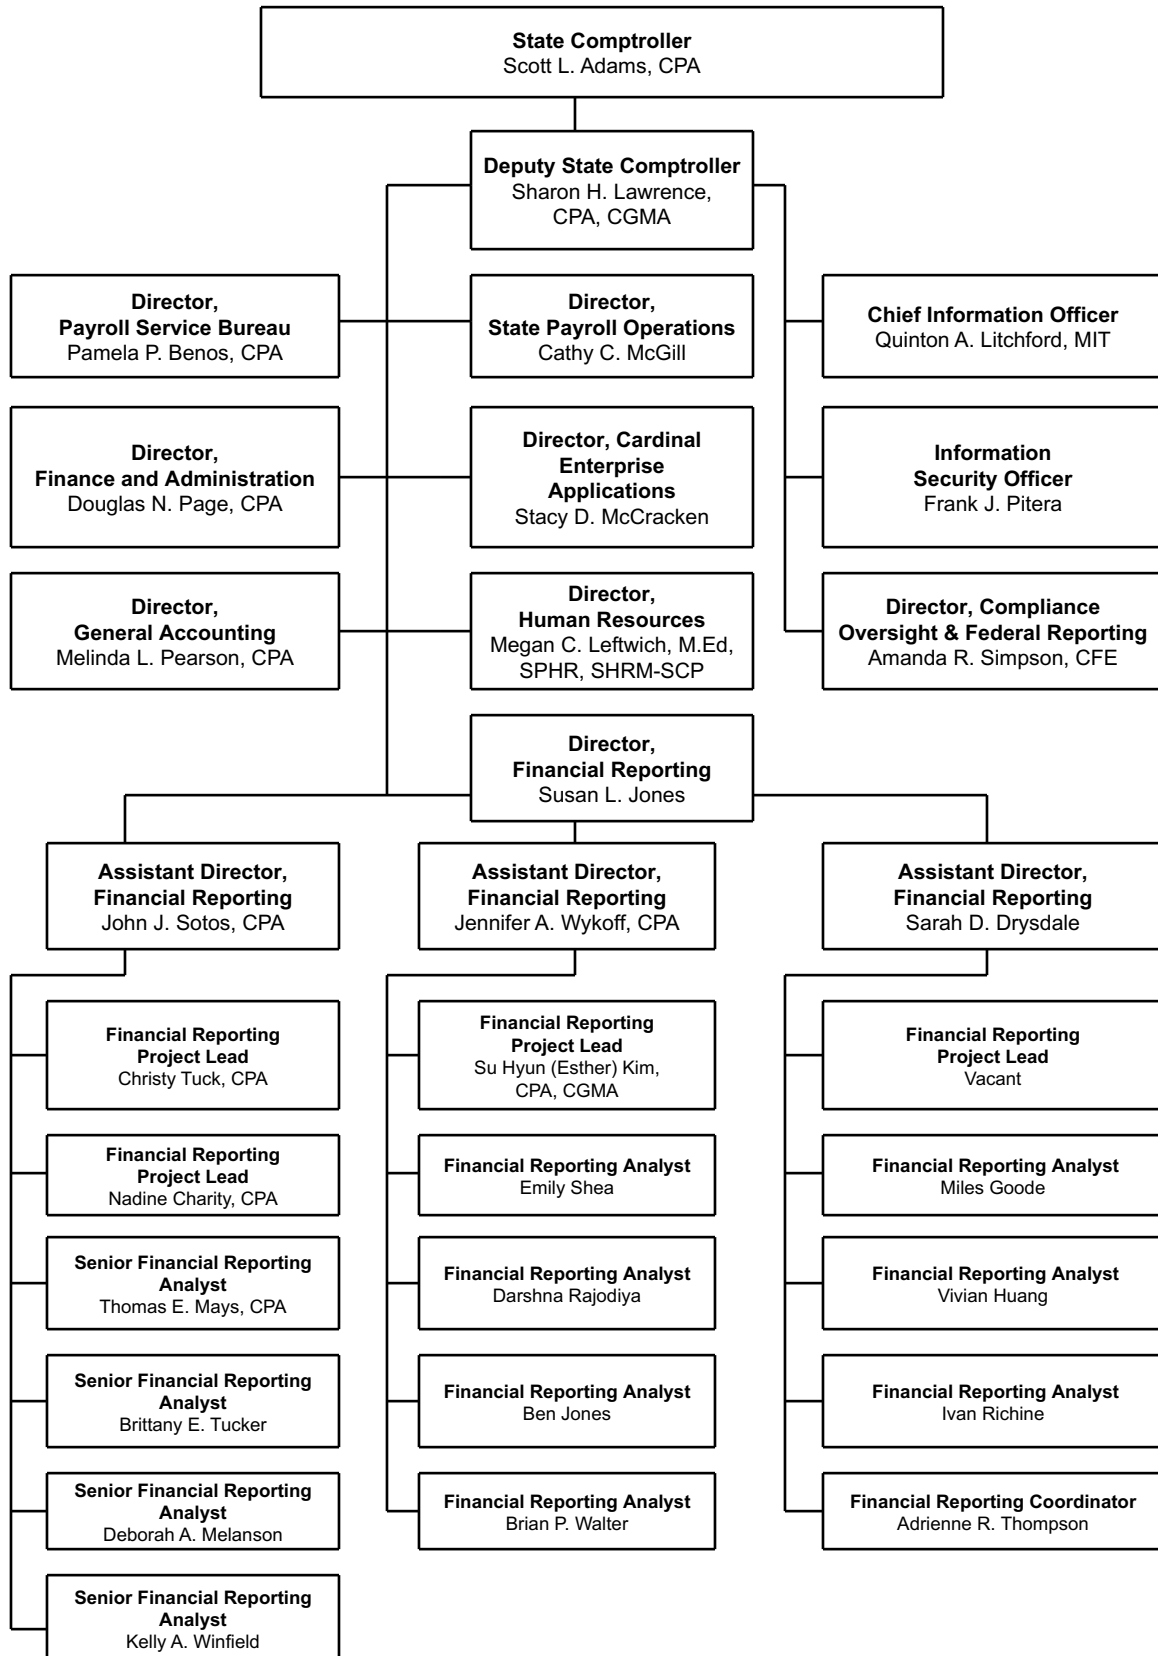 State Comptroller
Scott L. Adams, CPA
Deputy State Comptroller
Sharon H. Lawrence,
CPA, CGMA
Director,
Payroll Service Bureau
Pamela P. Benos, CPA
Director,
State Payroll Operations
Cathy C. McGill
Chief Information Officer
Quinton A. Litchford, MIT
Director,
Finance and Administration
Douglas N. Page, CPA
Director, Cardinal
Enterprise
Applications
Stacy D. McCracken
Information
Security Officer
Frank J. Pitera
Director,
General Accounting
Melinda L. Pearson, CPA
Director,
Human Resources
Megan C. Leftwich, M.Ed,
SPHR, SHRM-SCP
Director, Compliance
Oversight & Federal Reporting
Amanda R. Simpson, CFE
Director,
Financial Reporting
Susan L. Jones
Assistant Director,
Financial Reporting
John J. Sotos, CPA
Assistant Director,
Financial Reporting
Jennifer A. Wykoff, CPA
Assistant Director,
Financial Reporting
Sarah D. Drysdale
Financial Reporting
Project Lead
Christy Tuck, CPA
Financial Reporting
Project Lead
Su Hyun (Esther) Kim,
CPA, CGMA
Financial Reporting
Project Lead
Vacant
Financial Reporting
Project Lead
Nadine Charity, CPA
Financial Reporting Analyst
Emily Shea
Financial Reporting Analyst
Miles Goode
Senior Financial Reporting
Analyst
Thomas E. Mays, CPA
Financial Reporting Analyst
Darshna Rajodiya
Financial Reporting Analyst
Vivian Huang
Senior Financial Reporting
Analyst
Brittany E. Tucker
Financial Reporting Analyst
Ben Jones
Financial Reporting Analyst
Ivan Richine
Senior Financial Reporting
Analyst
Deborah A. Melanson
Financial Reporting Analyst
Brian P. Walter
Financial Reporting Coordinator
Adrienne R. Thompson
Senior Financial Reporting
Analyst
Kelly A. Winfield